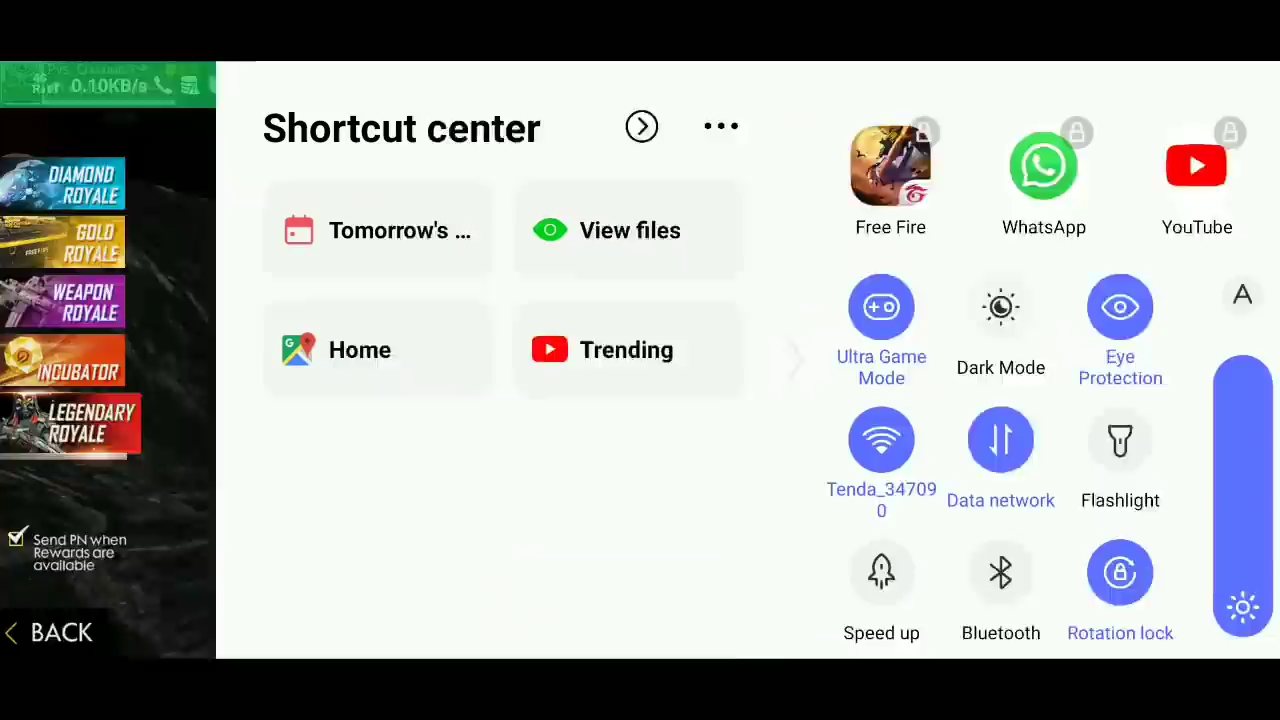 0.10KB/s
DIAMOND
ROYALE
GOLD
ROYALE
WEAPON
ROYALE
INCUBATOR
LEGENDARY
ROYALE
Send PN when
Rewards are
available
BACK
Shortcut center
Tomorrow's ...
View files
Home
Trending
Free Fire
WhatsApp
YouTube
Ultra Game
Mode
Dark Mode
Eye
Protection
A
Tenda_34709
0
Data network
Flashlight
Speed up
Bluetooth
Rotation lock